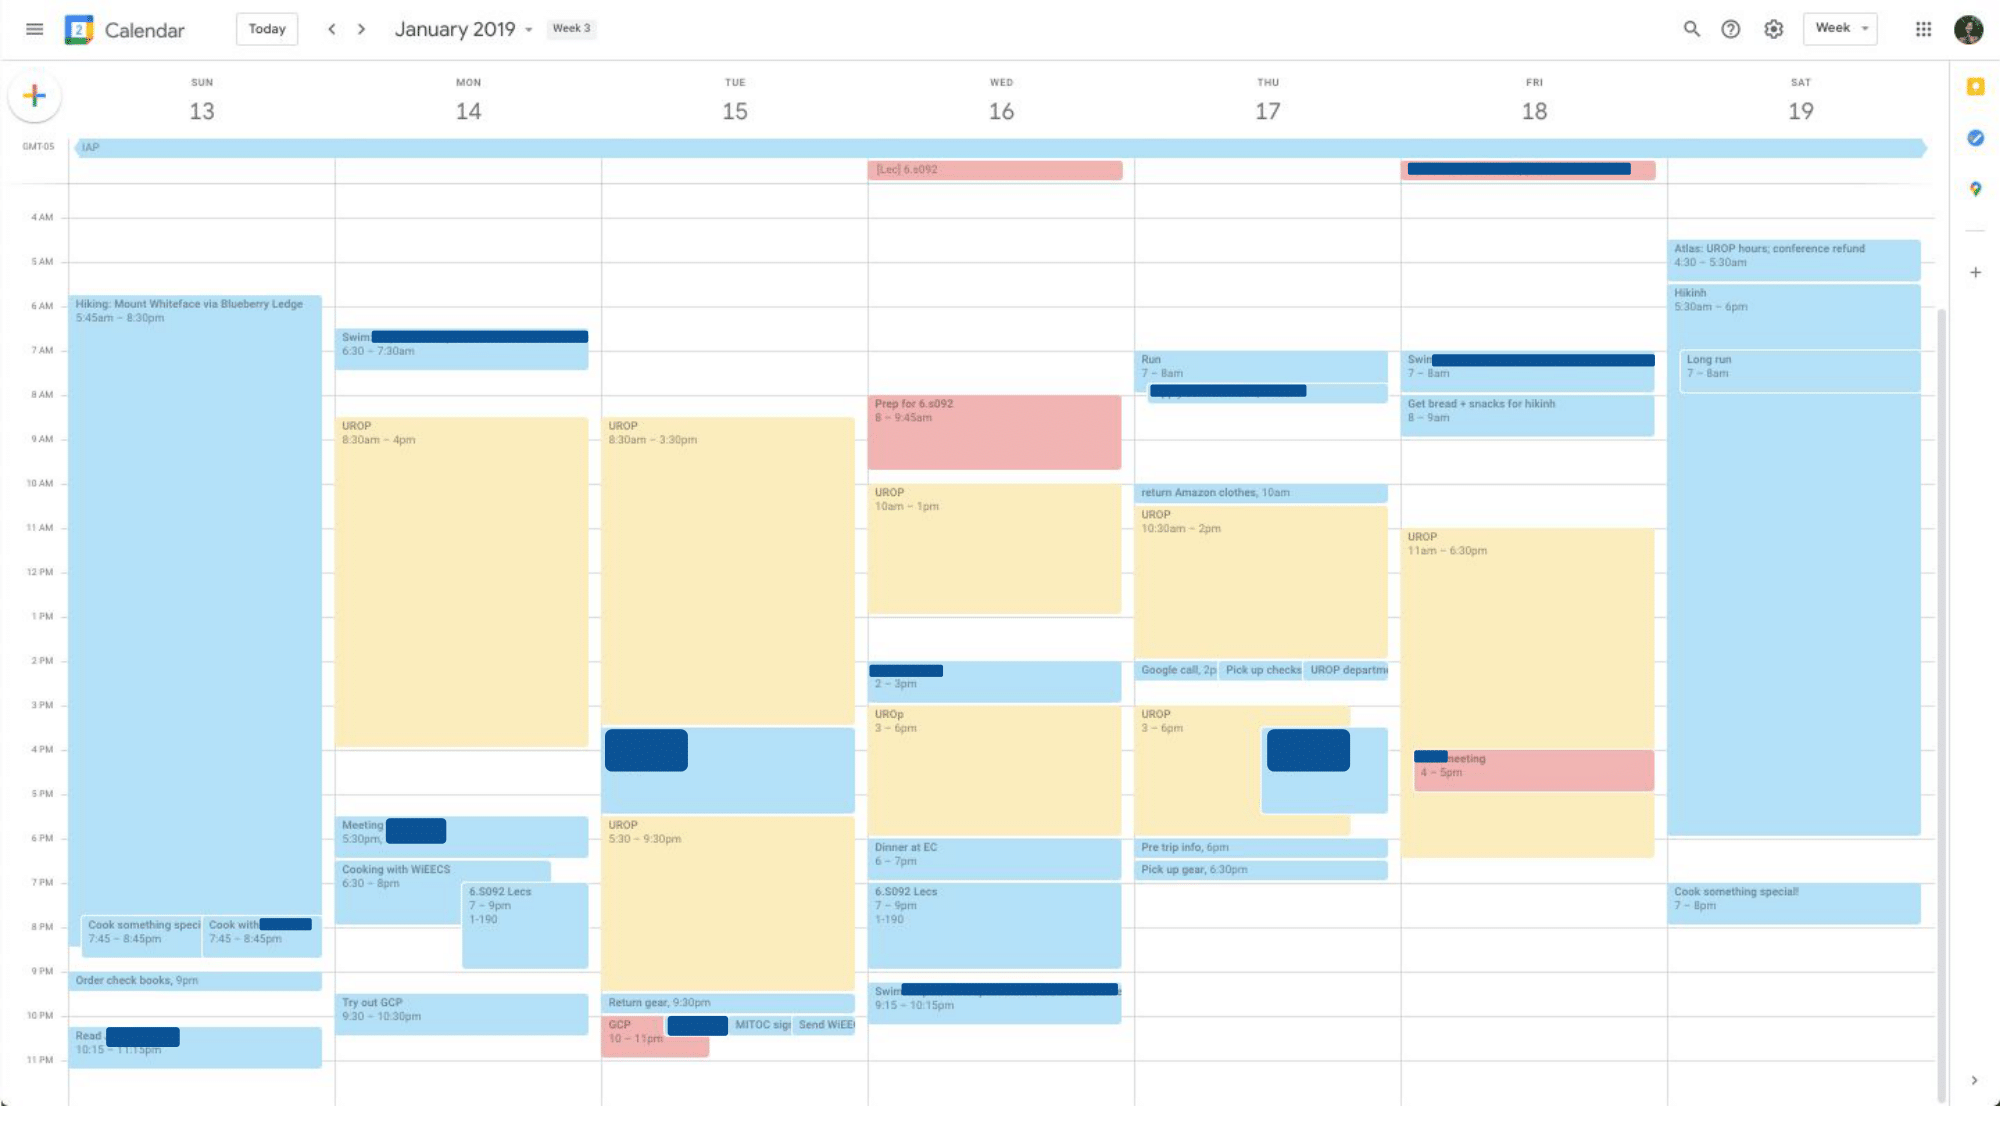 2
Calendar
Today
January 2019
Week 3
Week
SUN
13
MON
14
TUE
15
WED
16
THU
17
FRI
18
SAT
19
GMT-05
IAP
[Lec] 6.s092
4 AM
5 AM
6 AM
7 AM
8 AM
9 AM
10 AM
11 AM
12 PM
1 PM
2 PM
3 PM
4 PM
5 PM
6 PM
7 PM
8 PM
9 PM
10 PM
11 PM
Hiking: Mount Whiteface via Blueberry Ledge
5:45am – 8:30pm
Cook something speci
7:45 – 8:45pm
Cook with
7:45 – 8:45pm
Order check books, 9pm
Read
10:15 – 11:15pm
Swim:
6:30 – 7:30am
UROP
8:30am – 4pm
Meeting
5:30pm,
Cooking with WiEECS
6:30 – 8pm
6.S092 Lecs
7 – 9pm
1-190
Try out GCP
9:30 – 10:30pm
UROP
8:30am – 3:30pm
UROP
5:30 – 9:30pm
Return gear, 9:30pm
GCP
10 – 11pm
MITOC sig
Send WiEE
Prep for 6.s092
8 – 9:45am
UROP
10am – 1pm
2 – 3pm
UROp
3 – 6pm
Dinner at EC
6 – 7pm
6.S092 Lecs
7 – 9pm
1-190
Swim
9:15 – 10:15pm
Run
7 – 8am
return Amazon clothes, 10am
UROP
10:30am – 2pm
Google call, 2p
Pick up checks
UROP departm
UROP
3 – 6pm
Pre trip info, 6pm
Pick up gear, 6:30pm
Swim
7 – 8am
Get bread + snacks for hikinh
8 – 9am
UROP
11am – 6:30pm
meeting
4 – 5pm
Atlas: UROP hours; conference refund
4:30 – 5:30am
Hikinh
5:30am – 6pm
Long run
7 – 8am
Cook something special!
7 – 8pm